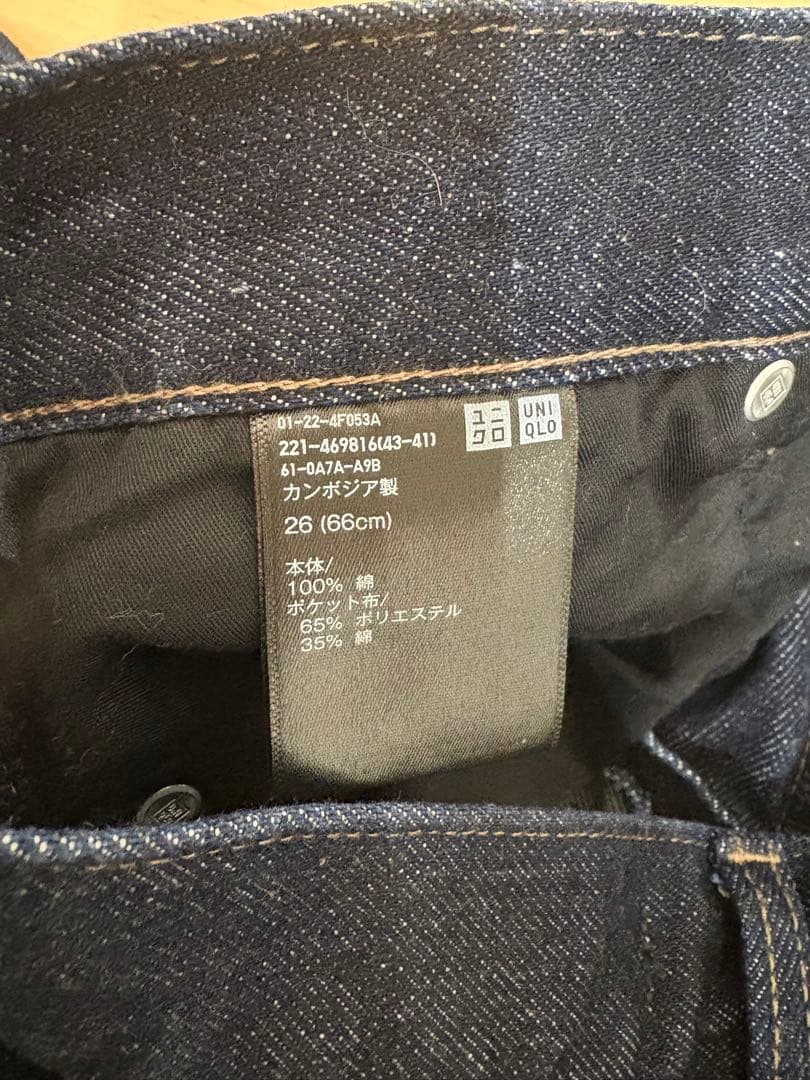 01-22-4F053A
221-469816(43-41)
61-0A7A-A9B
カンボジア製
26 (66cm)
本体/
100% 綿
ポケット布/
65% ポリエステル
35% 綿
ユニ
クロ
UNI
QLO